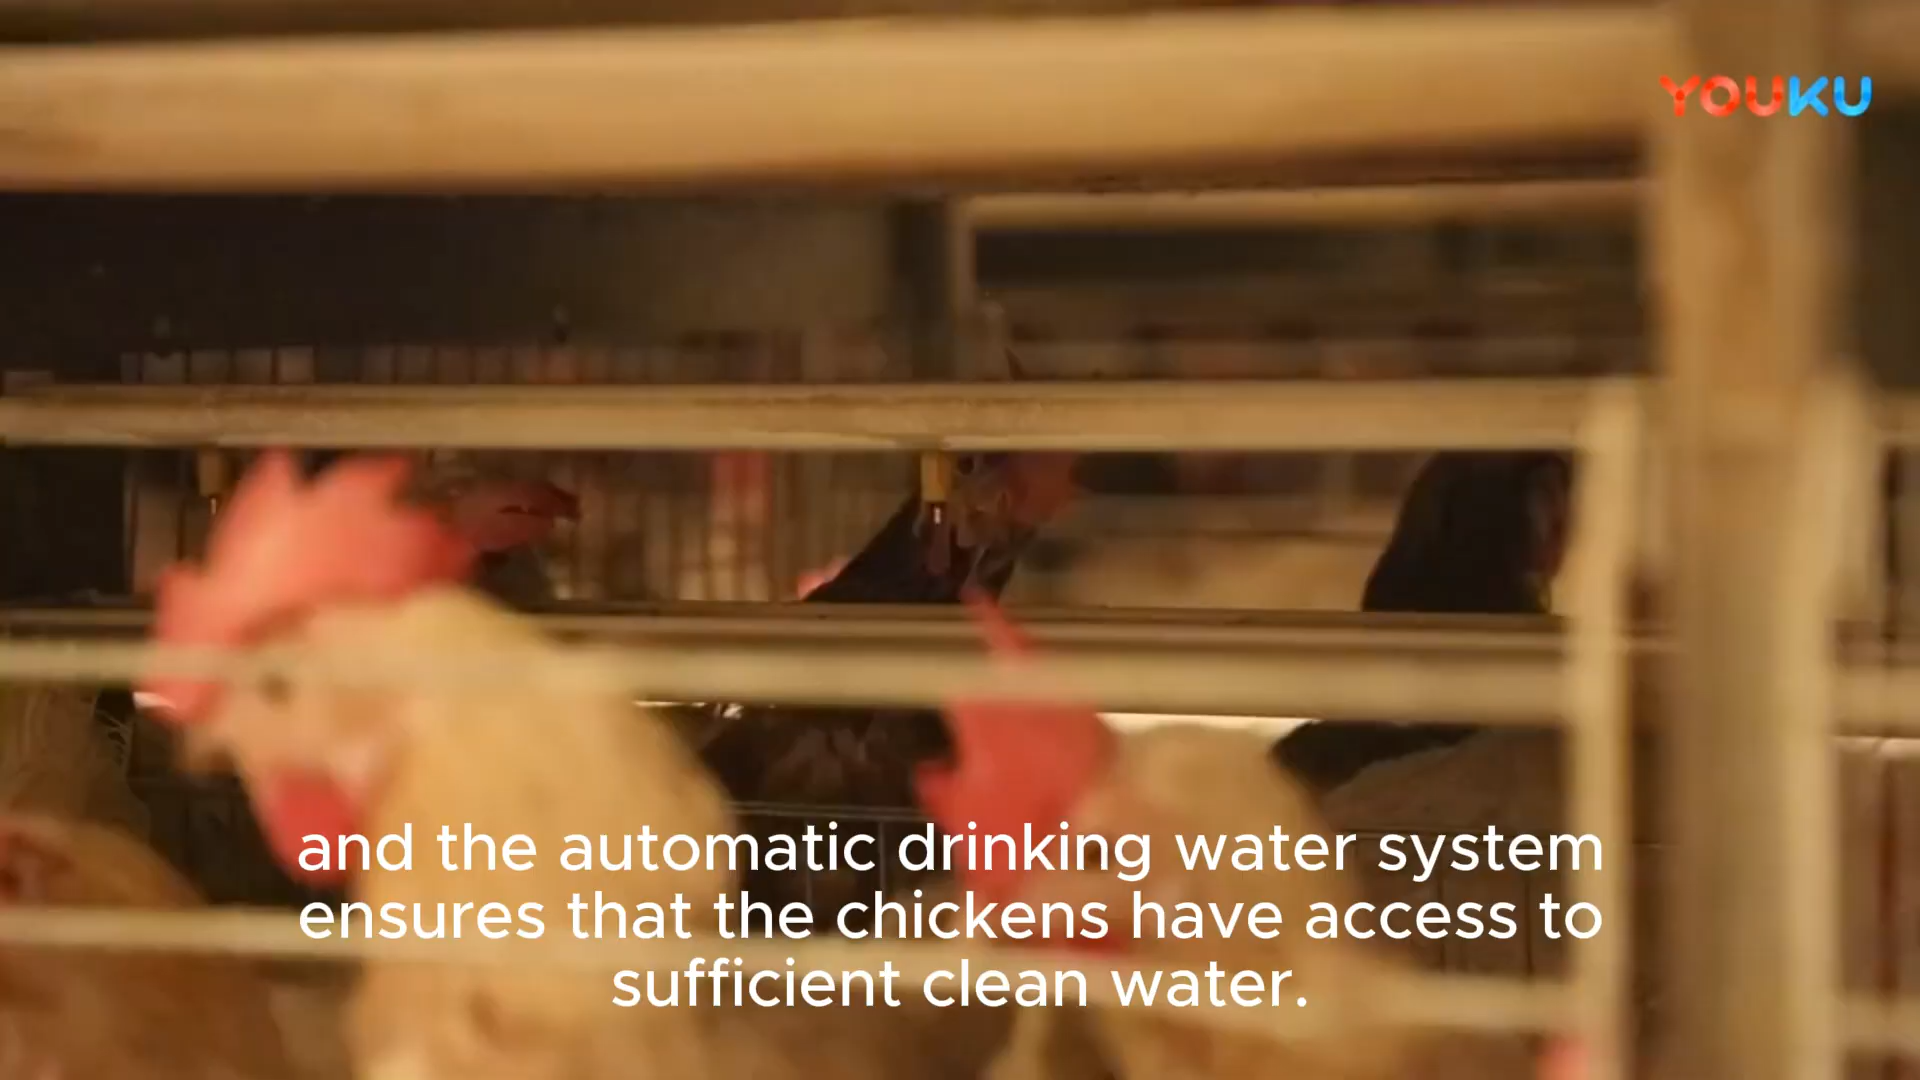 YOUKU
and the automatic drinking water system
ensures that the chickens have access to
sufficient clean water.